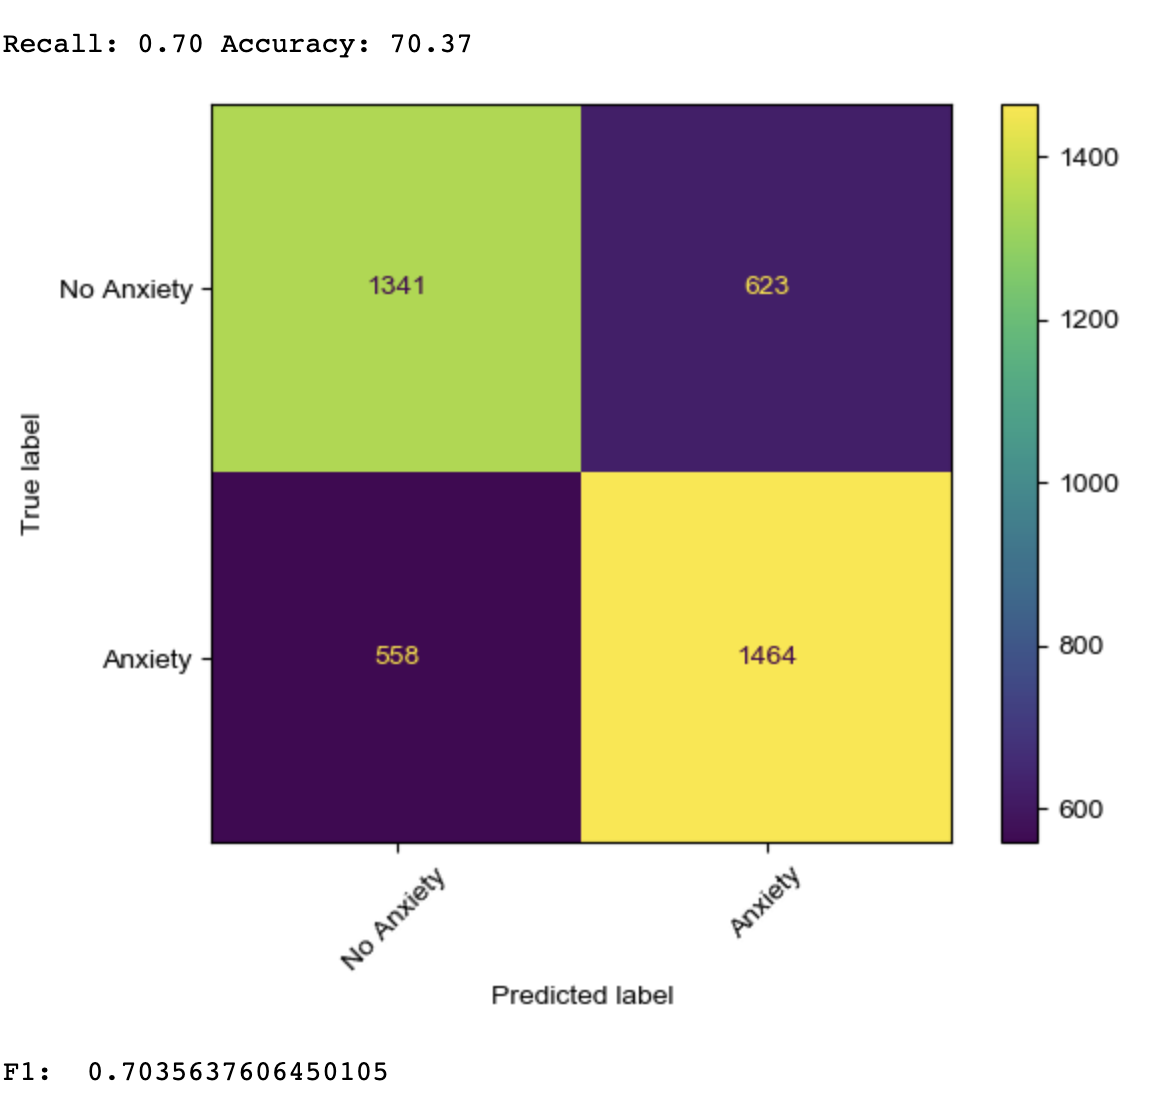 Recall: 0.70 Accuracy: 70.37
1400
No Anxiety
1341
623
1200
True label
1000
Anxiety
558
1464
800
600
No Anxiety
Anxiety
Predicted label
F1:  0.7035637606450105